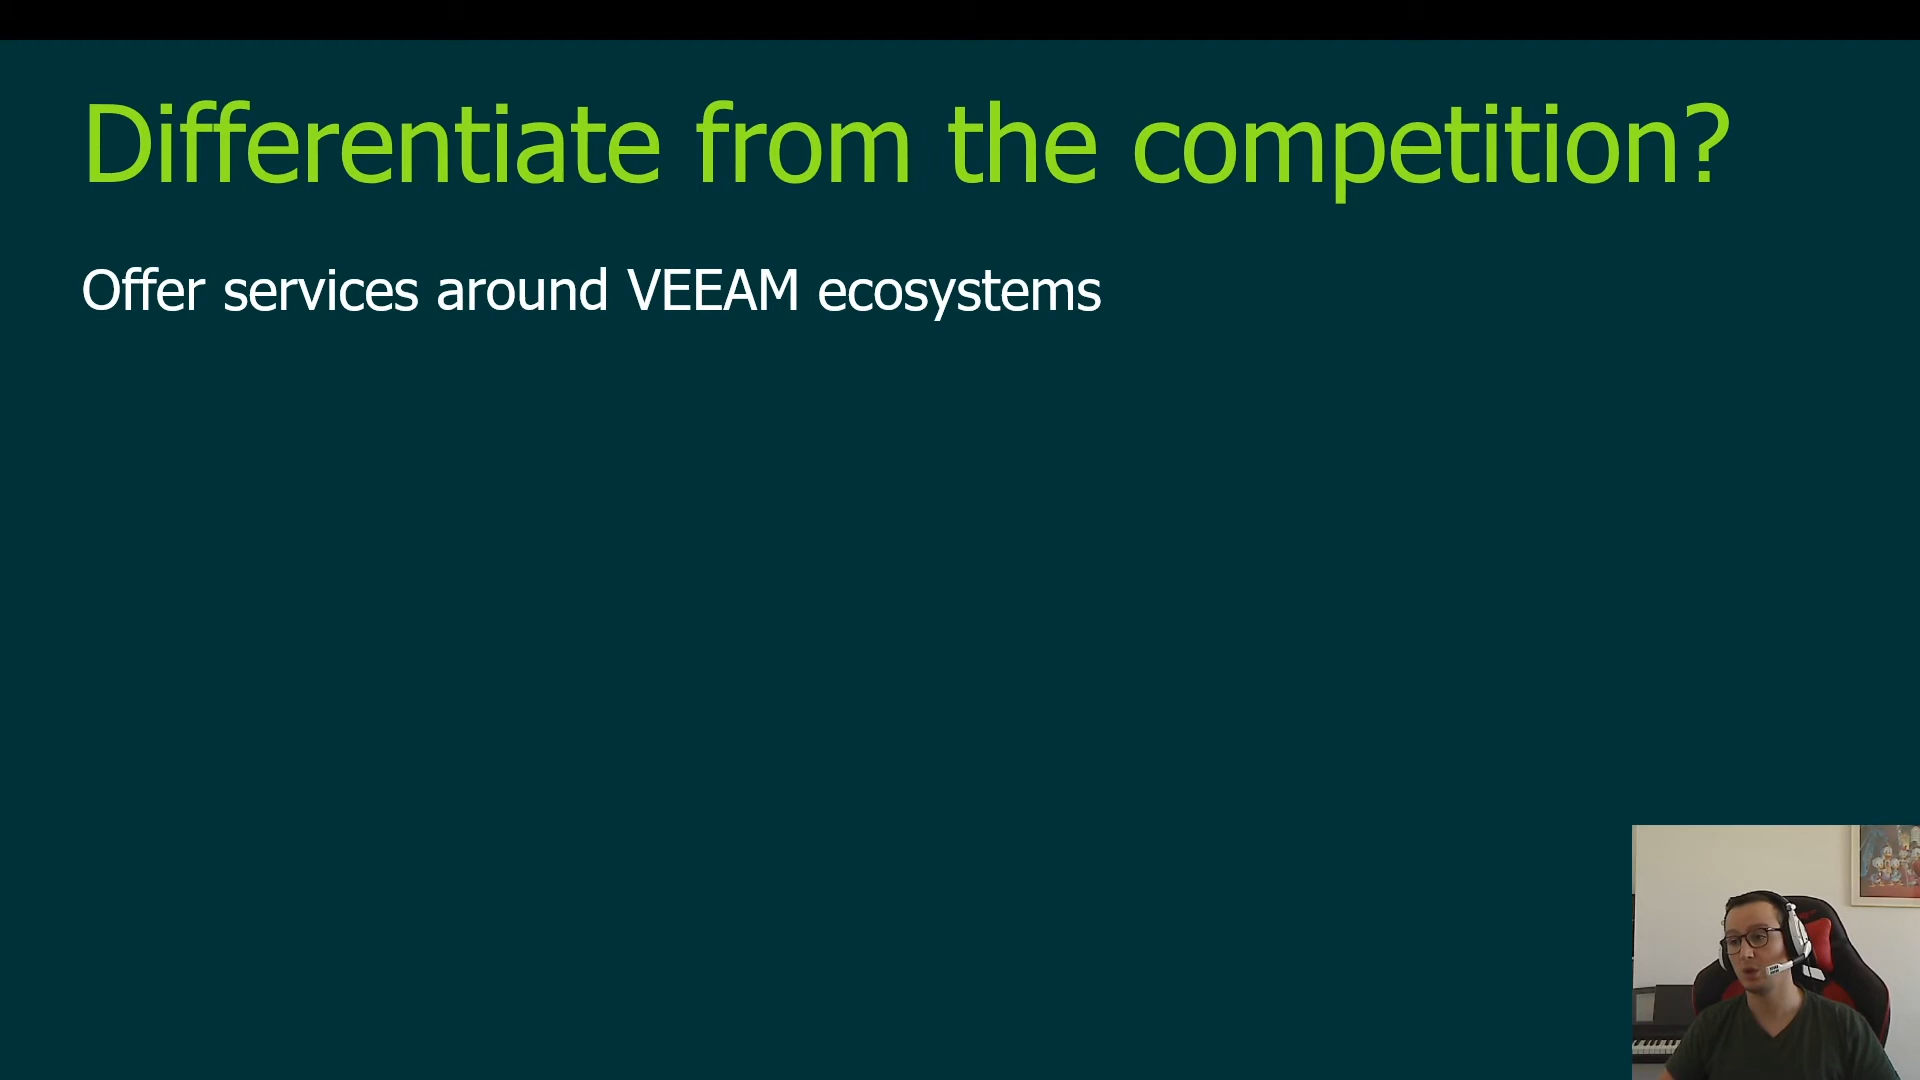 Differentiate from the competition?
Offer services around VEEAM ecosystems